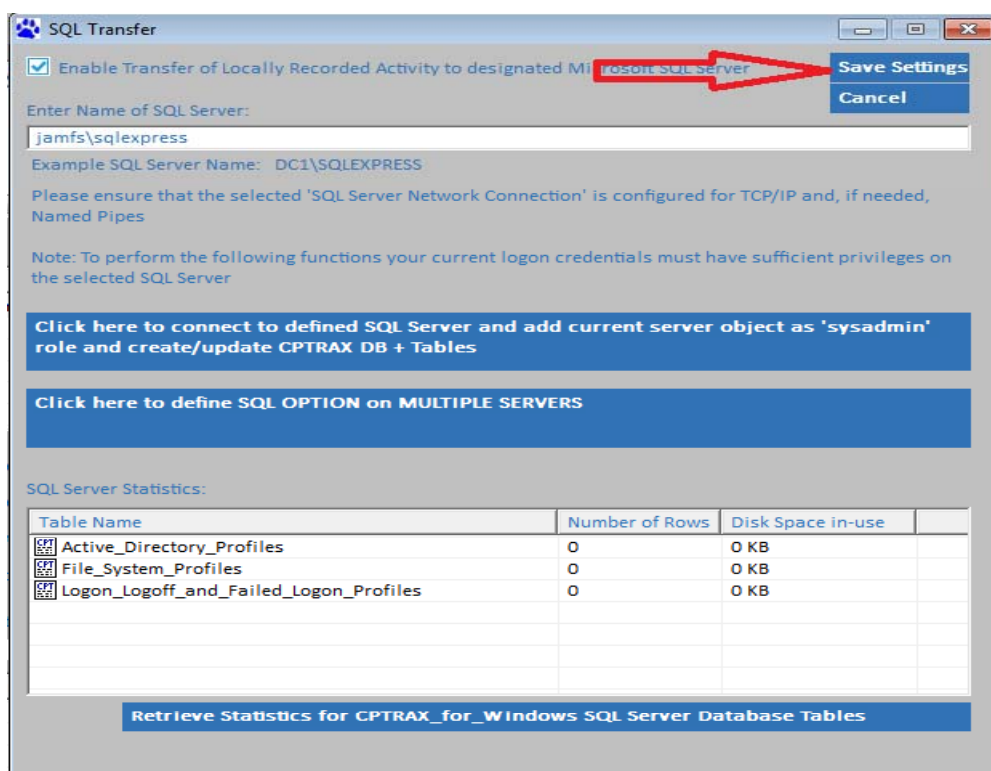 SQL Transfer
Enable Transfer of Locally Recorded Activity to designated Microsoft SQL Server
Save Settings
Cancel
Enter Name of SQL Server:
jamfs\sqlexpress
Example SQL Server Name: DC1\SQLEXPRESS
Please ensure that the selected 'SQL Server Network Connection' is configured for TCP/IP and, if needed,
Named Pipes
Note: To perform the following functions your current logon credentials must have sufficient privileges on
the selected SQL Server
Click here to connect to defined SQL Server and add current server object as 'sysadmin'
role and create/update CPTRAX DB + Tables
Click here to define SQL OPTION on MULTIPLE SERVERS
SQL Server Statistics:
Table Name Number of Rows Disk Space in-use
CPT Active_Directory_Profiles 0 0 KB
CPT File_System_Profiles 0 0 KB
CPT Logon_Logoff_and_Failed_Logon_Profiles 0 0 KB
Retrieve Statistics for CPTRAX_for_Windows SQL Server Database Tables